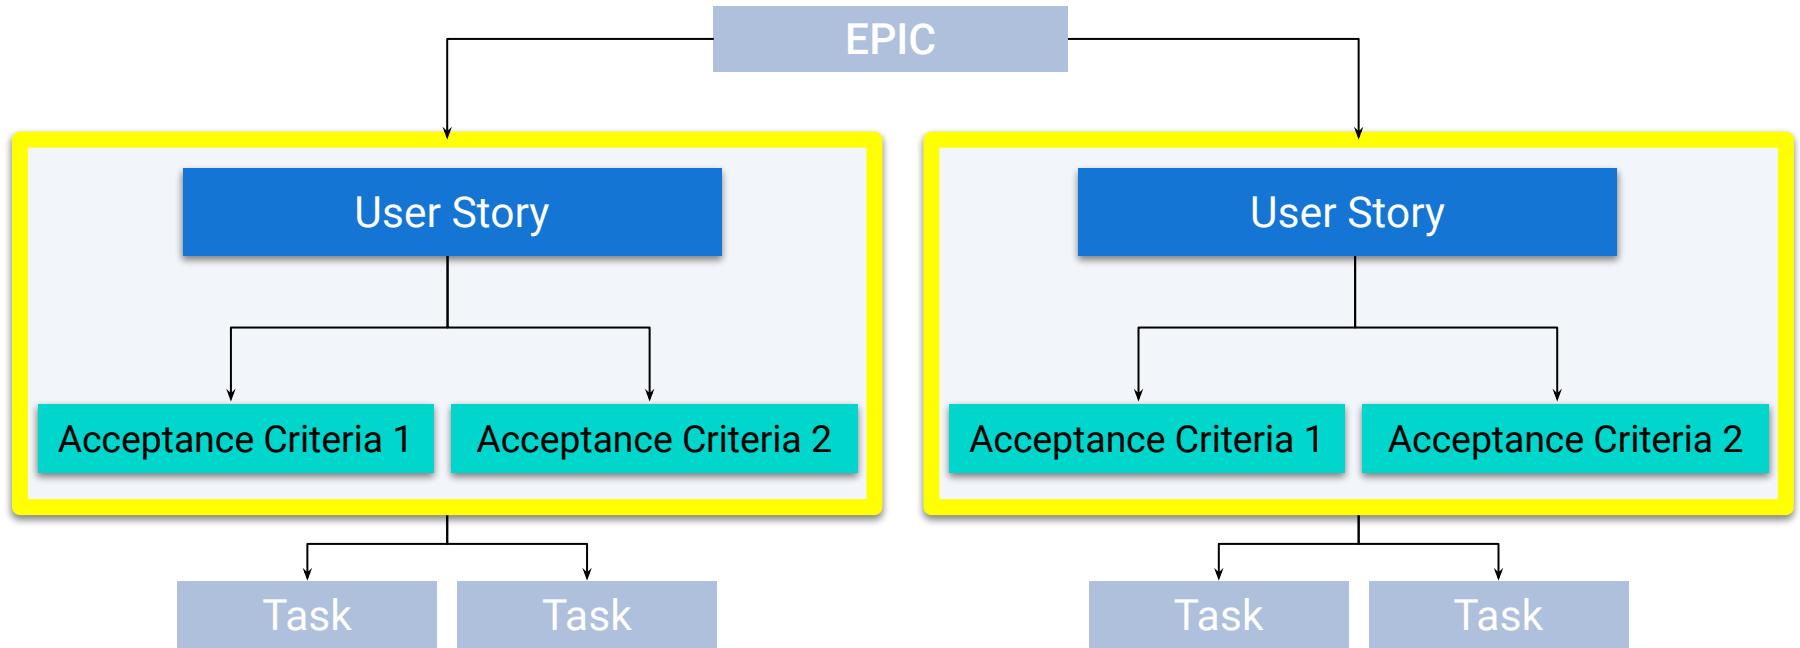 EPIC
User Story
User Story
Acceptance Criteria 1
Acceptance Criteria 2
Acceptance Criteria 1
Acceptance Criteria 2
Task
Task
Task
Task